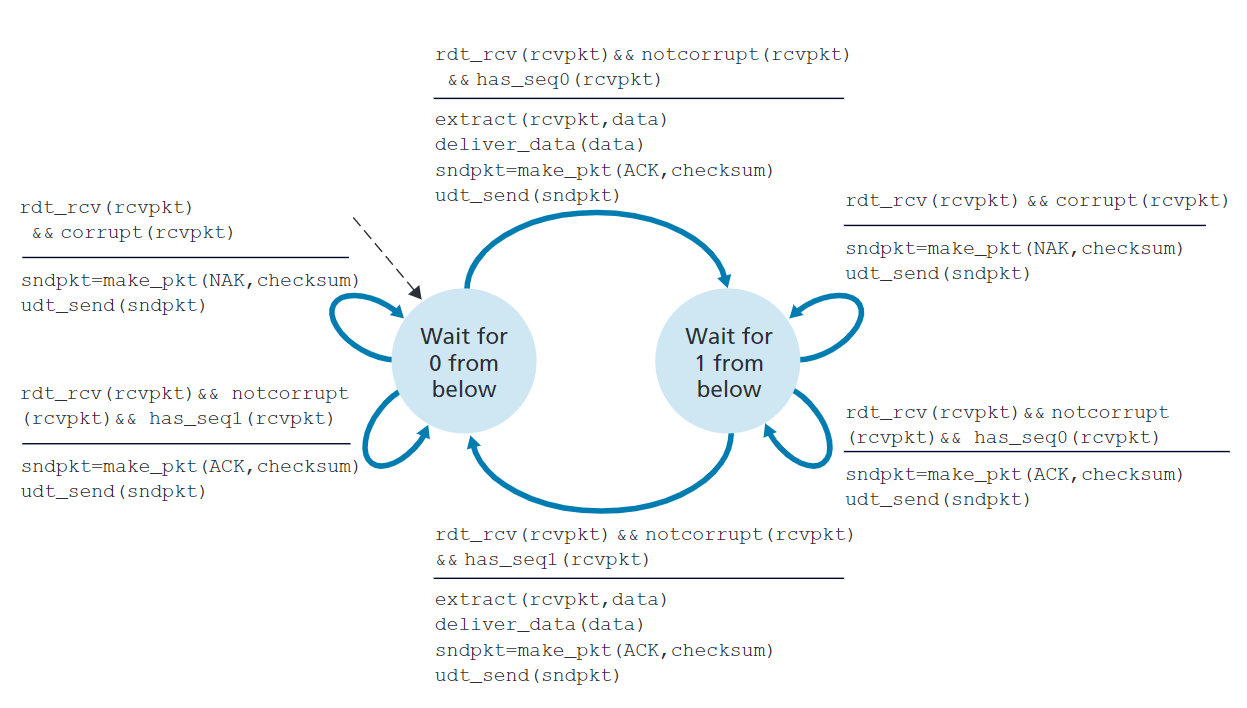 rdt_rcv(rcvpkt)&& notcorrupt(rcvpkt)
&& has_seq0(rcvpkt)
extract(rcvpkt,data)
deliver_data(data)
sndpkt=make_pkt(ACK,checksum)
udt_send(sndpkt)
rdt_rcv(rcvpkt)
&& corrupt(rcvpkt)
sndpkt=make_pkt(NAK,checksum)
udt_send(sndpkt)
rdt_rcv(rcvpkt) && corrupt(rcvpkt)
sndpkt=make_pkt(NAK,checksum)
udt_send(sndpkt)
Wait for
0 from
below
Wait for
1 from
below
rdt_rcv(rcvpkt)&& notcorrupt
(rcvpkt)&& has_seq1(rcvpkt)
sndpkt=make_pkt(ACK,checksum)
udt_send(sndpkt)
rdt_rcv(rcvpkt)&& notcorrupt
(rcvpkt)&& has_seq0(rcvpkt)
sndpkt=make_pkt(ACK,checksum)
udt_send(sndpkt)
rdt_rcv(rcvpkt) && notcorrupt(rcvpkt)
&& has_seq1(rcvpkt)
extract(rcvpkt,data)
deliver_data(data)
sndpkt=make_pkt(ACK,checksum)
udt_send(sndpkt)